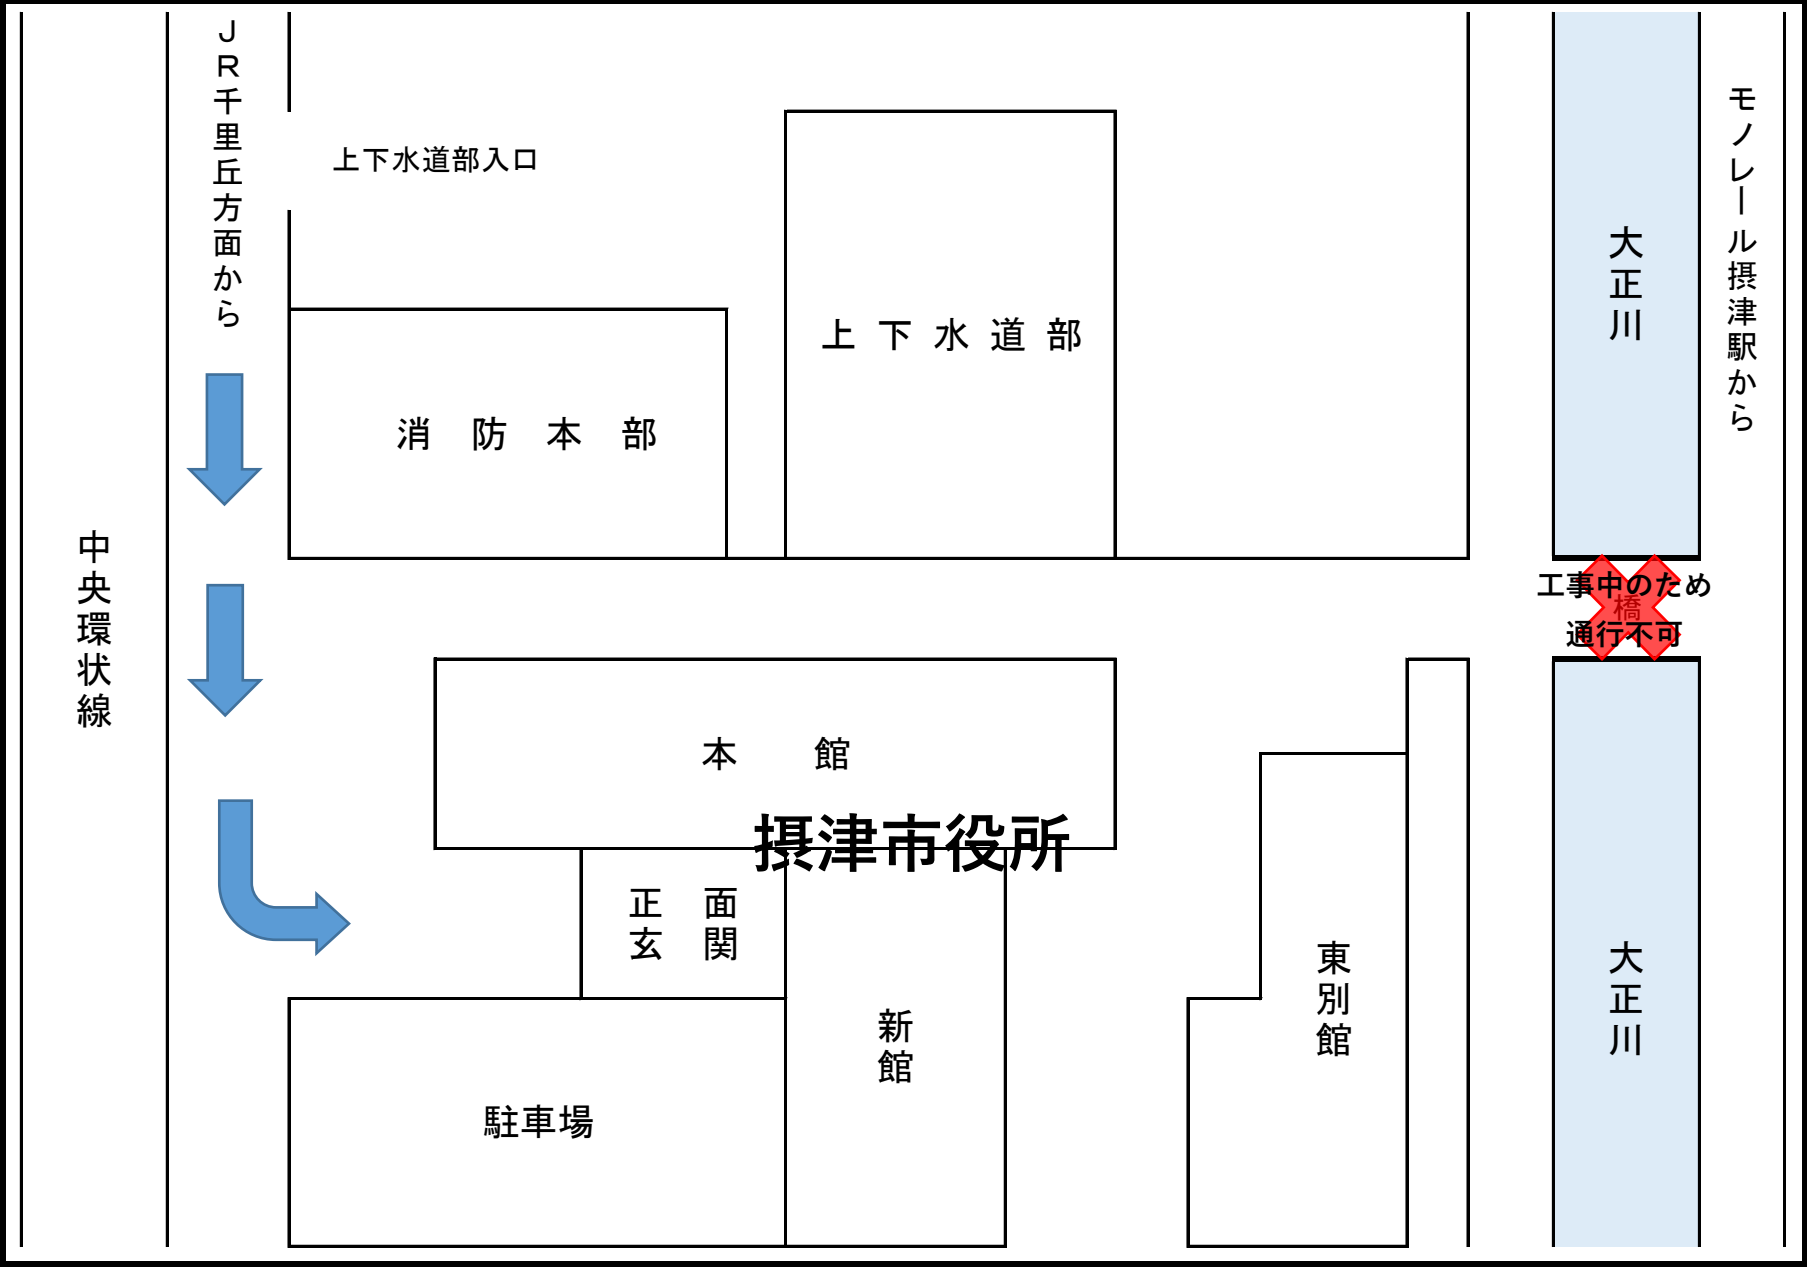 ＪＲ千里丘方面から
上下水道部入口
上下水道部
消防本部
大正川
モノレール摂津駅から
中央環状線
工事中のため
橋
通行不可
本館
摂津市役所
正面
玄関
新館
東別館
大正川
駐車場